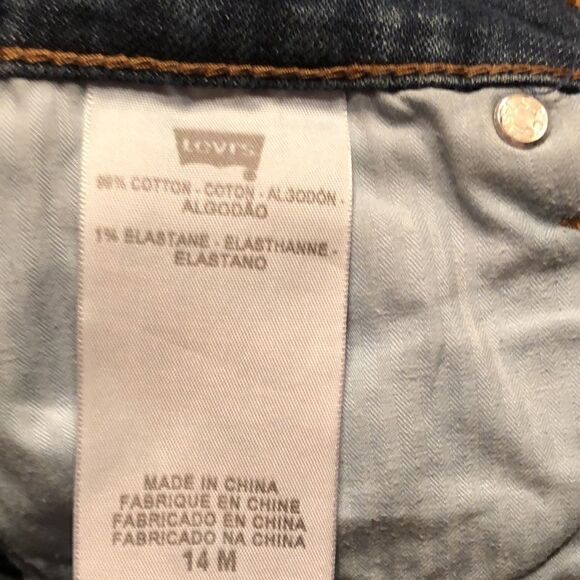 Levi's
99% COTTON - COTON - ALGODÓN -
ALGODÃO
1% ELASTANE - ELASTHANNE -
ELASTANO
MADE IN CHINA
FABRIQUE EN CHINE
FABRICADO EN CHINA
FABRICADO NA CHINA
14 M